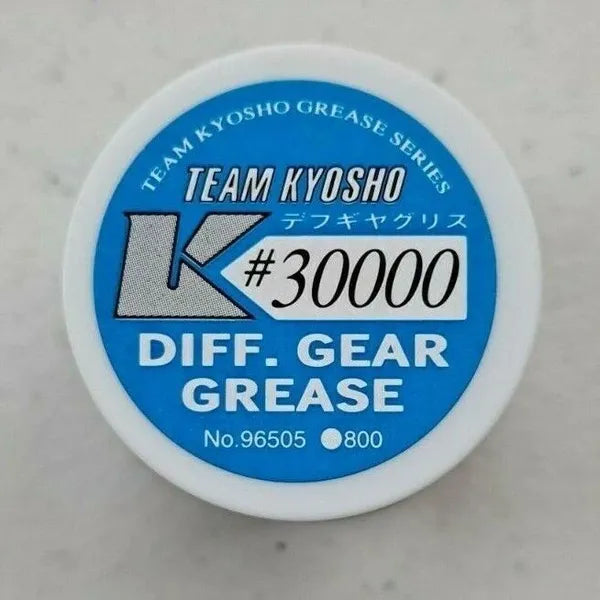 TEAM KYOSHO GREASE SERIES
TEAM KYOSHO
デフギヤグリス
K #30000
DIFF. GEAR
GREASE
No.96505 ●800